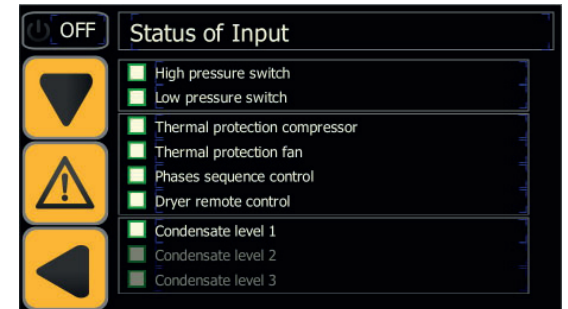 OFF
Status of Input
High pressure switch
Low pressure switch
Thermal protection compressor
Thermal protection fan
Phases sequence control
Dryer remote control
Condensate level 1
Condensate level 2
Condensate level 3